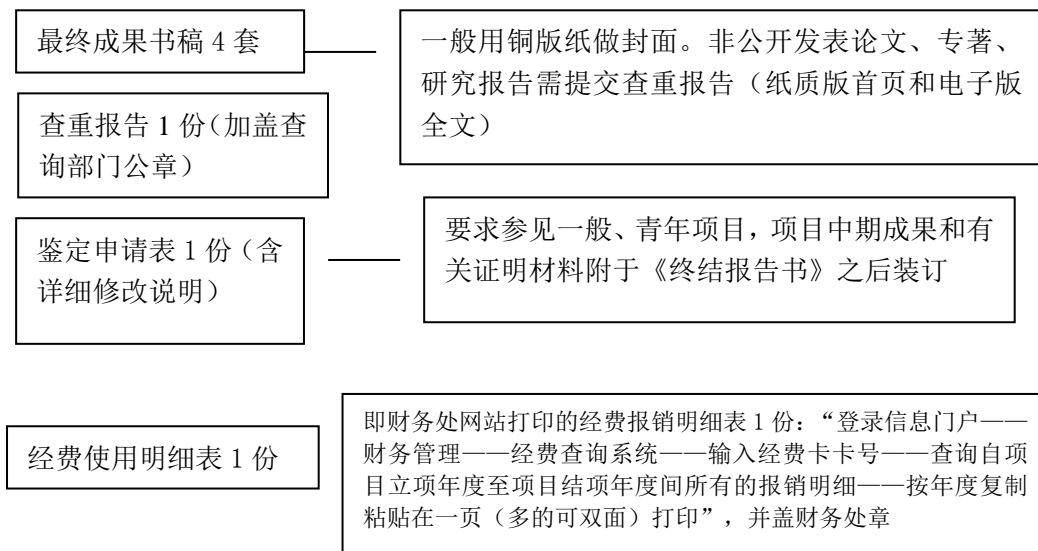 最终成果书稿 4 套
一般用铜版纸做封面。非公开发表论文、专著、
研究报告需提交查重报告（纸质版首页和电子版
全文）
查重报告 1 份（加盖查
询部门公章）
鉴定申请表 1 份（含
详细修改说明）
要求参见一般、青年项目，项目中期成果和有
关证明材料附于《终结报告书》之后装订
经费使用明细表 1 份
即财务处网站打印的经费报销明细表 1 份：“登录信息门户——
财务管理——经费查询系统——输入经费卡卡号——查询自项
目立项年度至项目结项年度间所有的报销明细——按年度复制
粘贴在一页（多的可双面）打印”，并盖财务处章